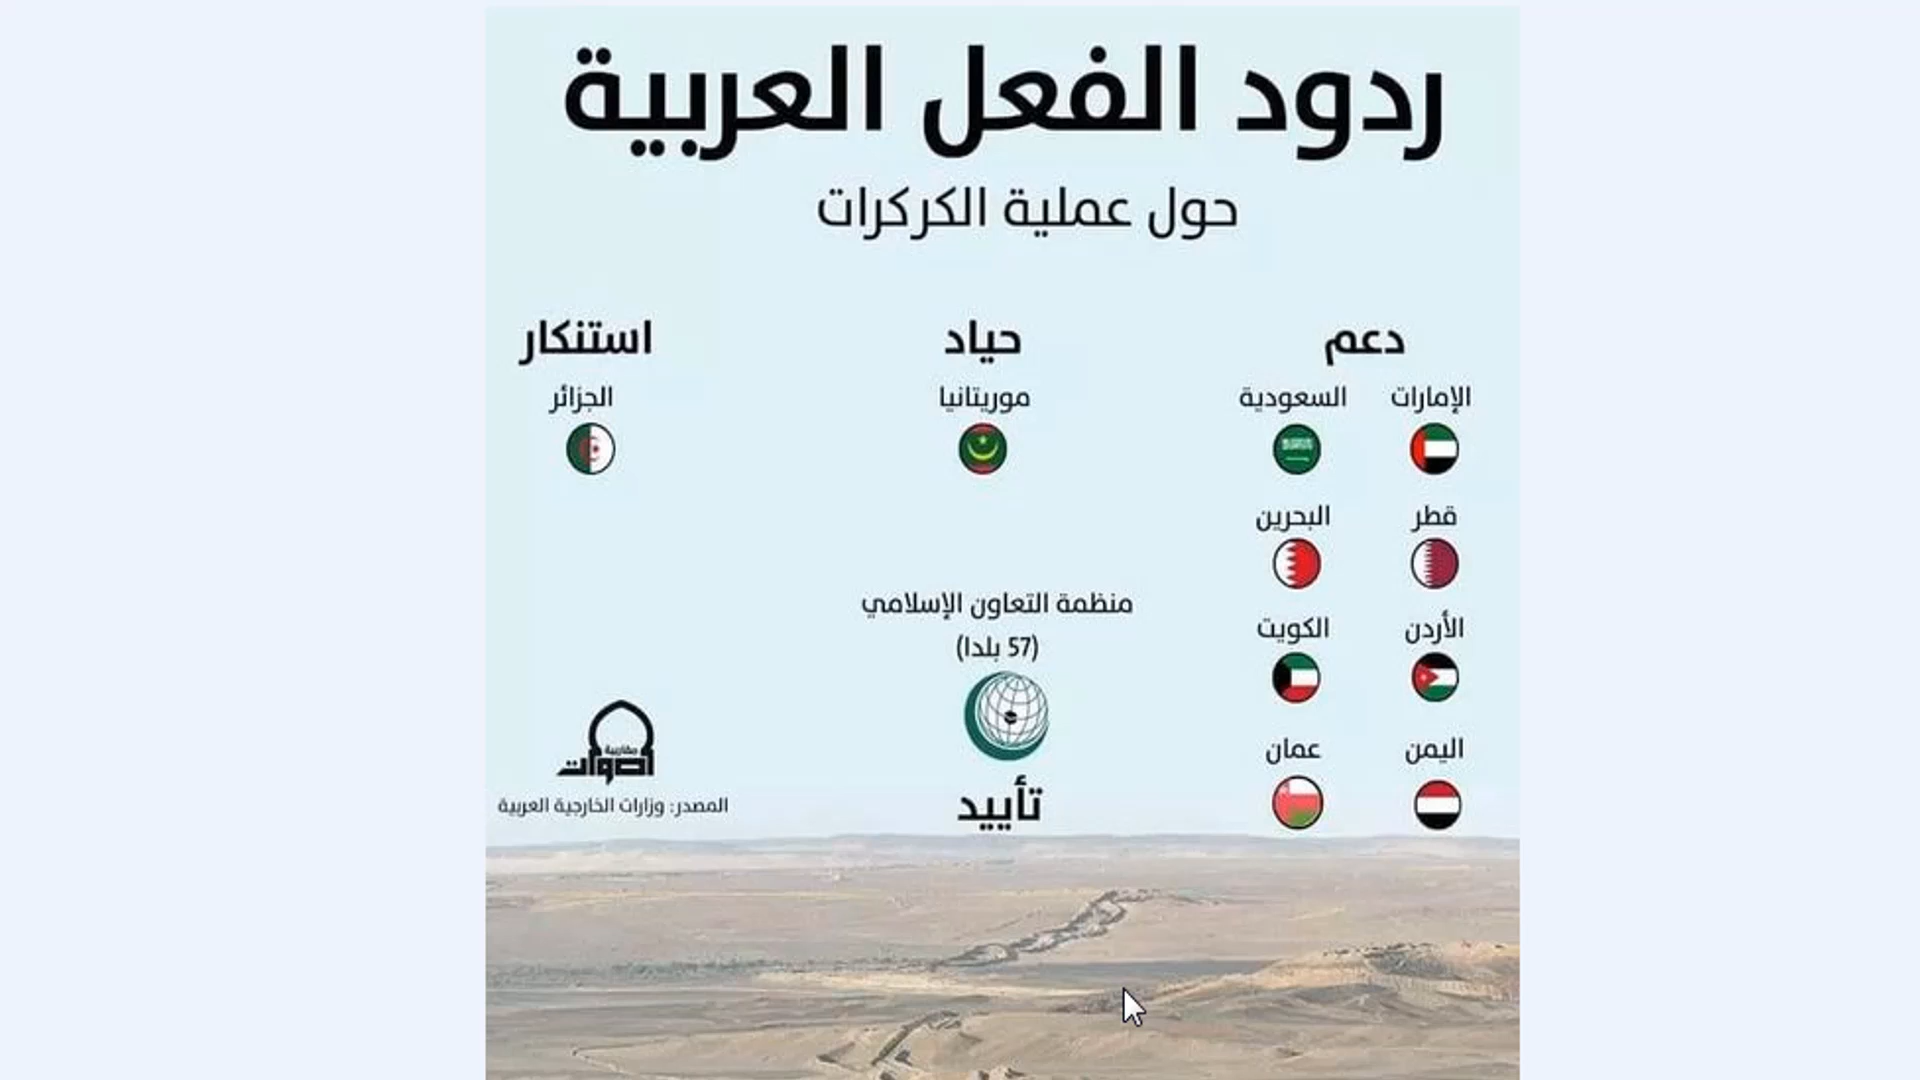 ردود الفعل العربية
حول عملية الكركرات
دعم
حياد
استنكار
الإمارات
السعودية
موريتانيا
الجزائر
قطر
البحرين
الأردن
الكويت
اليمن
عمان
منظمة التعاون الإسلامي
(57 بلدا)
تأييد
أصوات
مغاربية
المصدر: وزارات الخارجية العربية